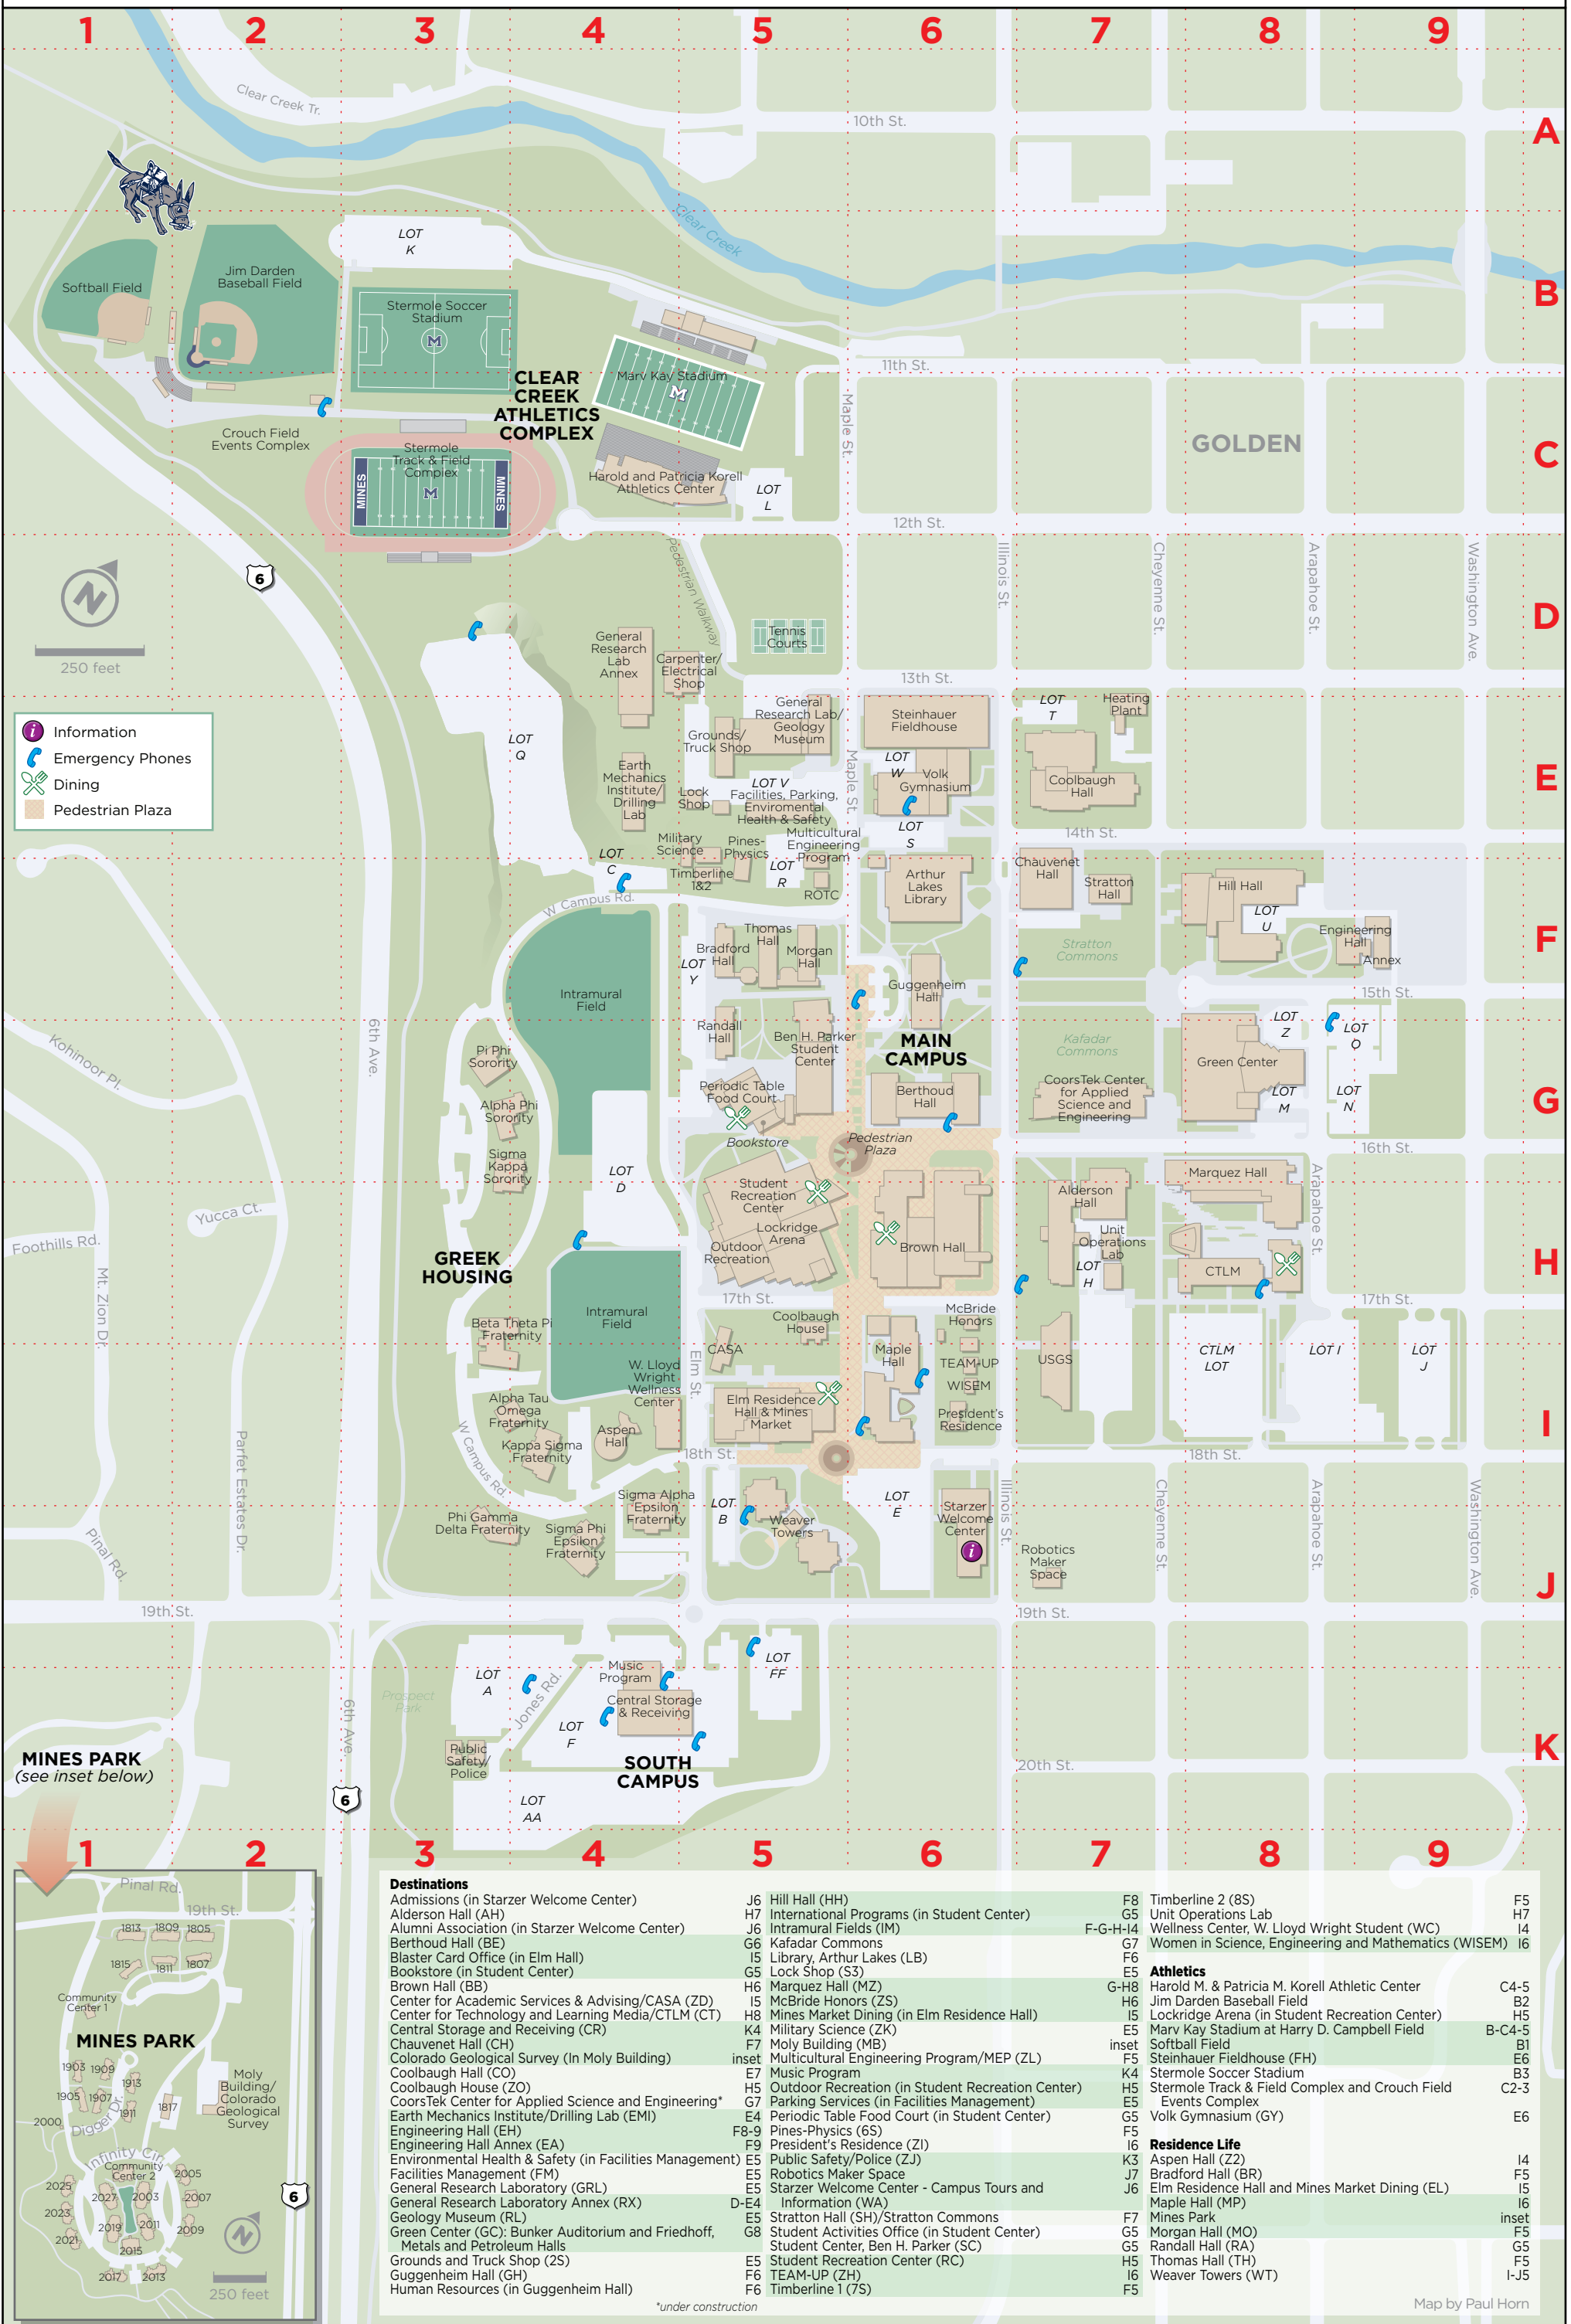 1 2 3 4 5 6 7 8 9
A
B
C
D
E
F
G
H
I
J
K
Clear Creek Tr.
10th St.
Clear Creek
LOT
K
Softball Field
Jim Darden
Baseball Field
Stermole Soccer
Stadium
M
11th St.
CLEAR
CREEK
ATHLETICS
COMPLEX
Marv Kay Stadium
M
Maple St.
GOLDEN
Crouch Field
Events Complex
Stermole
Track & Field
Complex
MINES
M
MINES
Harold and Patricia Korell
Athletics Center
LOT
L
12th St.
6
N
250 feet
Pedestrian Walkway
Tennis
Courts
Illinois St.
Cheyenne St.
Arapahoe St.
Washington Ave.
General
Research
Lab
Annex
Carpenter/
Electrical
Shop
13th St.
Information
Emergency Phones
Dining
Pedestrian Plaza
LOT
Q
General
Research Lab/
Geology
Museum
Grounds/
Truck Shop
Steinhauer
Fieldhouse
LOT
T
Heating
Plant
Earth
Mechanics
Institute/
Drilling
Lab
Lock
Shop
LOT V
Facilities, Parking,
Enviromental
Health & Safety
Maple St.
LOT
W
Volk
Gymnasium
Coolbaugh
Hall
LOT
S
14th St.
Military
Science
Pines-
Physics
Multicultural
Engineering
Program
LOT
C
Timberline
1&2
LOT
R
ROTC
Arthur
Lakes
Library
Chauvenet
Hall
Stratton
Hall
Hill Hall
LOT
U
W Campus Rd.
Bradford
Hall
Thomas
Hall
Morgan
Hall
LOT
Y
Stratton
Commons
Engineering
Hall
Annex
Intramural
Field
Guggenheim
Hall
15th St.
Randall
Hall
Ben H. Parker
Student
Center
MAIN
CAMPUS
Kafadar
Commons
LOT
Z
LOT
O
Green Center
6th Ave.
Kohinoor Pl.
Pi Phi
Sorority
Alpha Phi
Sorority
Sigma
Kappa
Sorority
Periodic Table
Food Court
Bookstore
Berthoud
Hall
CoorsTek Center
for Applied
Science and
Engineering
LOT
M
LOT
N
Pedestrian
Plaza
16th St.
LOT
D
Student
Recreation
Center
Lockridge
Arena
Outdoor
Recreation
Brown Hall
Alderson
Hall
Unit
Operations
Lab
LOT
H
Marquez Hall
CTLM
Arapahoe St.
Yucca Ct.
Foothills Rd.
Mt. Zion Dr.
GREEK
HOUSING
17th St.
17th St.
Intramural
Field
Beta Theta Pi
Fraternity
Coolbaugh
House
CASA
Maple
Hall
McBride
Honors
TEAM-UP
WISEM
President's
Residence
USGS
CTLM
LOT
LOT I
LOT
J
W. Lloyd
Wright
Wellness
Center
Elm St.
Elm Residence
Hall & Mines
Market
Alpha Tau
Omega
Fraternity
Kappa Sigma
Fraternity
Aspen
Hall
18th St.
18th St.
W Campus Rd.
Parfet Estates Dr.
Pinal Rd.
Phi Gamma
Delta Fraternity
Sigma Phi
Epsilon
Fraternity
Sigma Alpha
Epsilon
Fraternity
LOT
B
Weaver
Towers
LOT
E
Starzer
Welcome
Center
i
Illinois St.
Robotics
Maker
Space
Cheyenne St.
Arapahoe St.
Washington Ave.
19th St.
19th St.
LOT
A
Music
Program
LOT
FF
Central Storage
& Receiving
Jones Rd.
Prospect
Park
LOT
F
Public
Safety/
Police
SOUTH
CAMPUS
LOT
AA
6th Ave.
20th St.
6
MINES PARK
(see inset below)
1 2 3 4 5 6 7 8 9
Pinal Rd.
19th St.
1813 1809 1805
1815 1811 1807
Community
Center 1
MINES PARK
1903 1909
1913
1905 1907
1911
1817
2000
Digger Dr.
Moly
Building/
Colorado
Geological
Survey
Infinity Cir.
Community
Center 2
2005
2025
2027 2003
2007
2023
2019 2011
2009
2021
2015
2017 2013
6
N
250 feet
Destinations
Admissions (in Starzer Welcome Center) J6
Alderson Hall (AH) H7
Alumni Association (in Starzer Welcome Center) J6
Berthoud Hall (BE) G6
Blaster Card Office (in Elm Hall) I5
Bookstore (in Student Center) G5
Brown Hall (BB) H6
Center for Academic Services & Advising/CASA (ZD) I5
Center for Technology and Learning Media/CTLM (CT) H8
Central Storage and Receiving (CR) K4
Chauvenet Hall (CH) F7
Colorado Geological Survey (In Moly Building) inset
Coolbaugh Hall (CO) E7
Coolbaugh House (ZO) H5
CoorsTek Center for Applied Science and Engineering* G7
Earth Mechanics Institute/Drilling Lab (EMI) E4
Engineering Hall (EH) F8-9
Engineering Hall Annex (EA) F9
Environmental Health & Safety (in Facilities Management) E5
Facilities Management (FM) E5
General Research Laboratory (GRL) E5
General Research Laboratory Annex (RX) D-E4
Geology Museum (RL) E5
Green Center (GC): Bunker Auditorium and Friedhoff, G8
Metals and Petroleum Halls
Grounds and Truck Shop (2S) E5
Guggenheim Hall (GH) F6
Human Resources (in Guggenheim Hall) F6
Hill Hall (HH) F8
International Programs (in Student Center) G5
Intramural Fields (IM) F-G-H-I4
Kafadar Commons G7
Library, Arthur Lakes (LB) F6
Lock Shop (S3) E5
Marquez Hall (MZ) G-H8
McBride Honors (ZS) H6
Mines Market Dining (in Elm Residence Hall) I5
Military Science (ZK) E5
Moly Building (MB) inset
Multicultural Engineering Program/MEP (ZL) F5
Music Program K4
Outdoor Recreation (in Student Recreation Center) H5
Parking Services (in Facilities Management) E5
Periodic Table Food Court (in Student Center) G5
Pines-Physics (6S) F5
President's Residence (ZI) I6
Public Safety/Police (ZJ) K3
Robotics Maker Space J7
Starzer Welcome Center - Campus Tours and J6
Information (WA)
Stratton Hall (SH)/Stratton Commons F7
Student Activities Office (in Student Center) G5
Student Center, Ben H. Parker (SC) G5
Student Recreation Center (RC) H5
TEAM-UP (ZH) I6
Timberline 1 (7S) F5
Timberline 2 (8S) F5
Unit Operations Lab H7
Wellness Center, W. Lloyd Wright Student (WC) I4
Women in Science, Engineering and Mathematics (WISEM) I6
Athletics
Harold M. & Patricia M. Korell Athletic Center C4-5
Jim Darden Baseball Field B2
Lockridge Arena (in Student Recreation Center) H5
Marv Kay Stadium at Harry D. Campbell Field B-C4-5
Softball Field B1
Steinhauer Fieldhouse (FH) E6
Stermole Soccer Stadium B3
Stermole Track & Field Complex and Crouch Field C2-3
Events Complex
Volk Gymnasium (GY) E6
Residence Life
Aspen Hall (Z2) I4
Bradford Hall (BR) F5
Elm Residence Hall and Mines Market Dining (EL) I5
Maple Hall (MP) I6
Mines Park inset
Morgan Hall (MO) F5
Randall Hall (RA) G5
Thomas Hall (TH) F5
Weaver Towers (WT) I-J5
*under construction
Map by Paul Horn